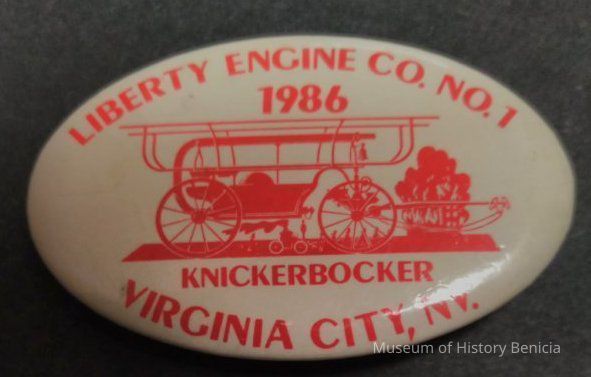 LIBERTY ENGINE CO. NO. 1
1986
KNICKERBOCKER
VIRGINIA CITY, NV.
Museum of History Benicia